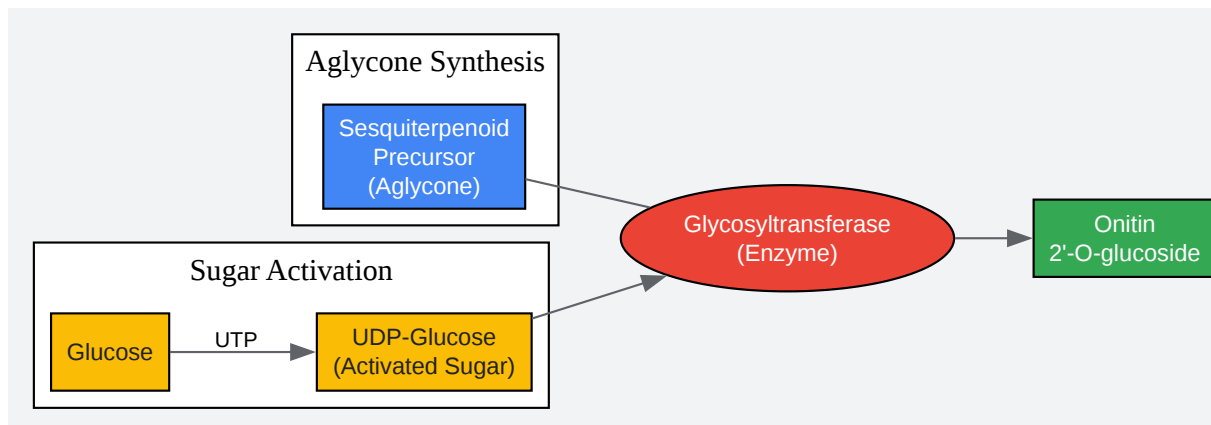 Aglycone Synthesis
Sesquiterpenoid
Precursor
(Aglycone)
Glycosyltransferase
(Enzyme)
Onitin
2'-O-glucoside
Sugar Activation
Glucose
UTP
UDP-Glucose
(Activated Sugar)